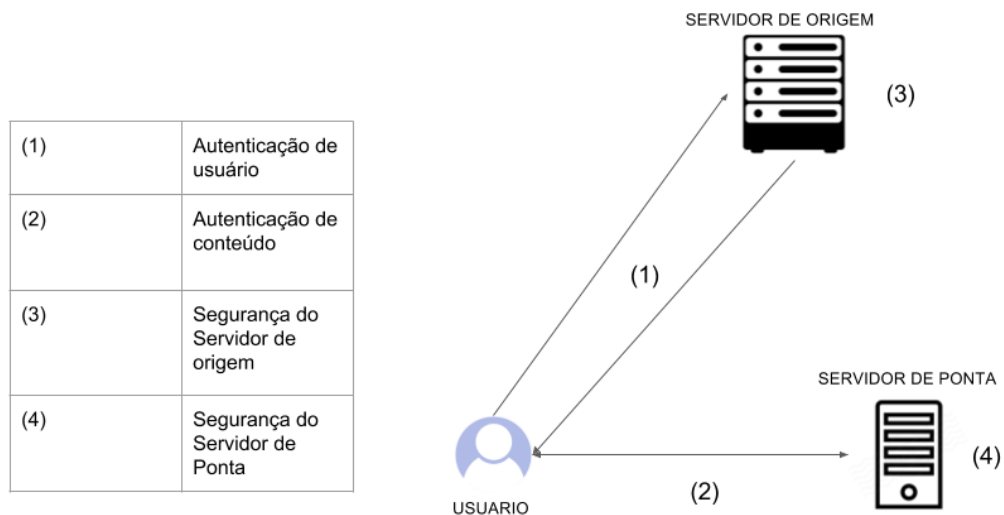 SERVIDOR DE ORIGEM
(3)
(1)
Autenticação de
usuário
(2)
Autenticação de
conteúdo
(3)
Segurança do
Servidor de
origem
(4)
Segurança do
Servidor de
Ponta
(1)
SERVIDOR DE PONTA
(4)
(2)
USUARIO